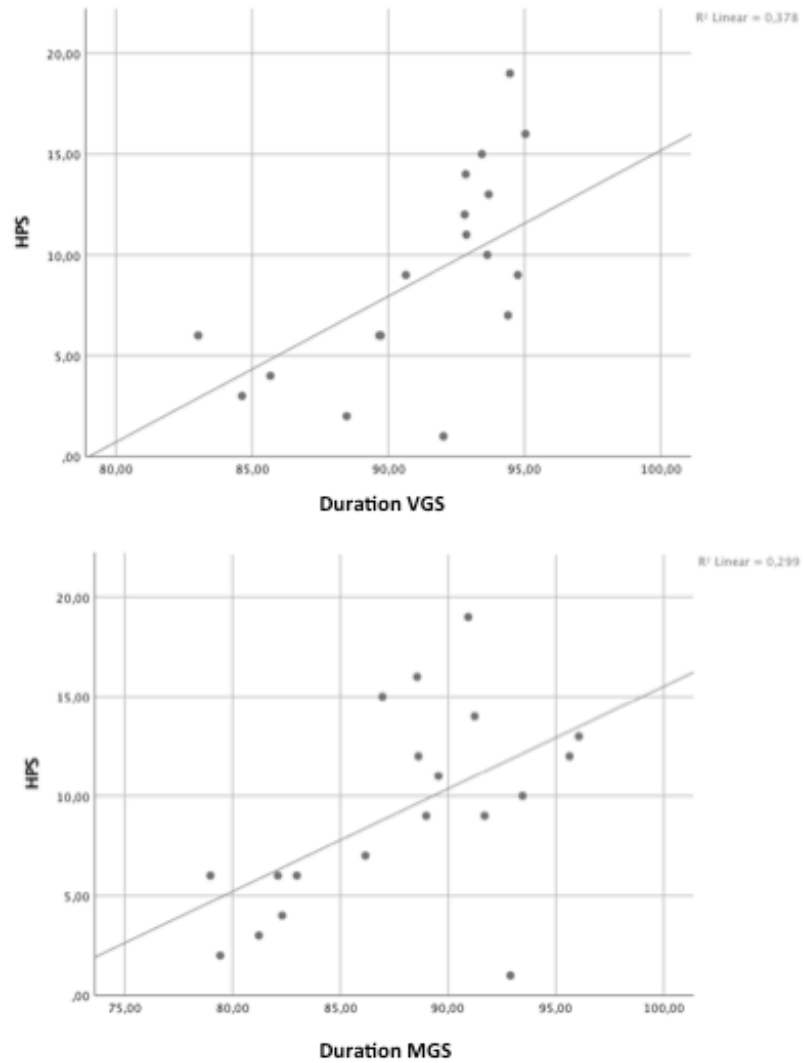 R² Linear = 0,378
20,00
15,00
10,00
5,00
,00
HPS
80,00 85,00 90,00 95,00 100,00
Duration VGS
R² Linear = 0,299
20,00
15,00
10,00
5,00
,00
HPS
75,00 80,00 85,00 90,00 95,00 100,00
Duration MGS